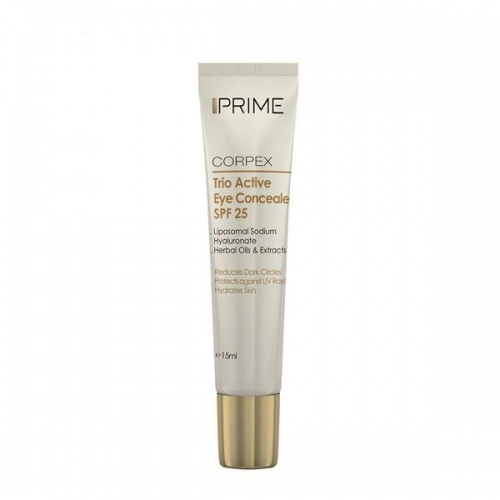 PRIME
CORPEX
Trio Active
Eye Conceale
SPF 25
. Liposomal Sodium
Hyaluronate
. Herbal Oils & Extracts
Reduces Dark Circles
Protects against UV Rays
Hydrates Skin
e 15ml